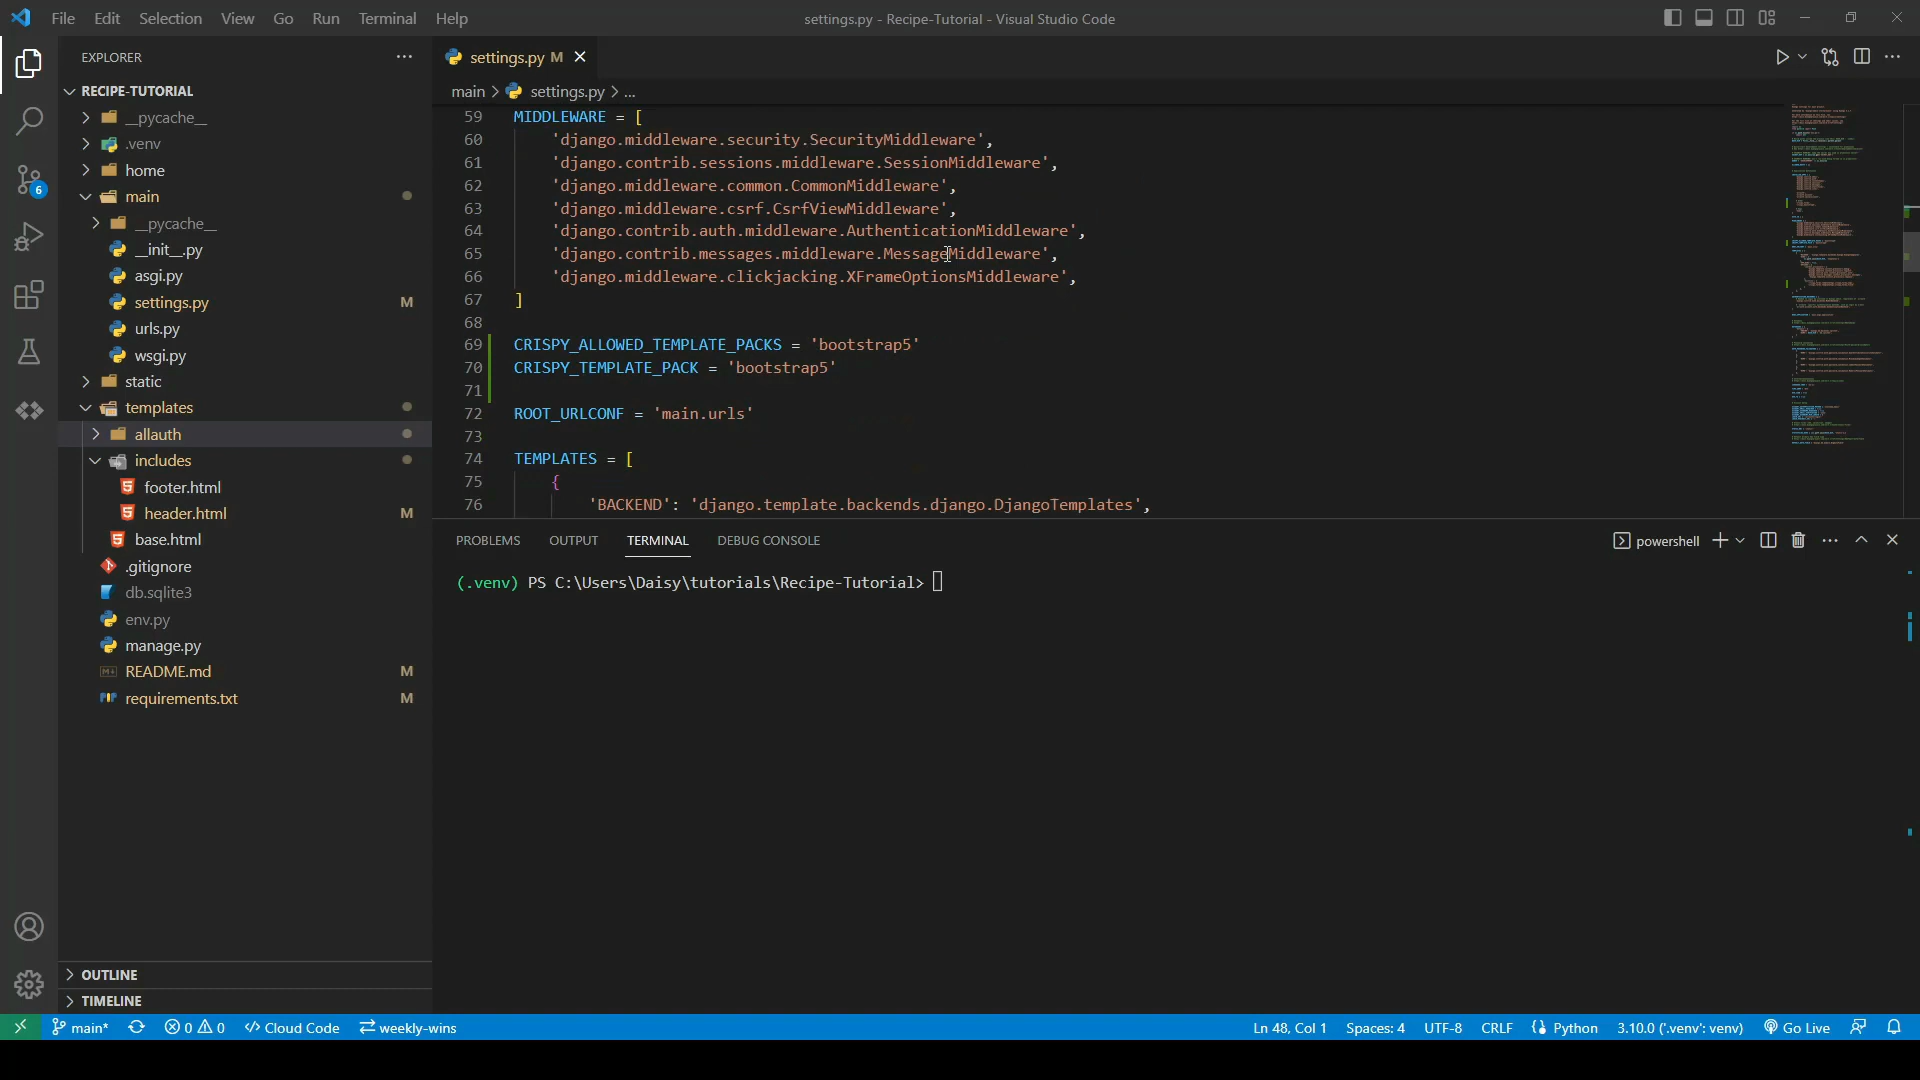 File Edit Selection View Go Run Terminal Help
settings.py - Recipe-Tutorial - Visual Studio Code
EXPLORER
RECIPE-TUTORIAL
__pycache__
.venv
home
main
__pycache__
__init__.py
asgi.py
settings.py M
urls.py
wsgi.py
static
templates
allauth
includes
footer.html
header.html M
base.html
.gitignore
db.sqlite3
env.py
manage.py
README.md M
requirements.txt M
OUTLINE
TIMELINE
6
settings.py M
main > settings.py > ...
59 MIDDLEWARE = [
60 'django.middleware.security.SecurityMiddleware',
61 'django.contrib.sessions.middleware.SessionMiddleware',
62 'django.middleware.common.CommonMiddleware',
63 'django.middleware.csrf.CsrfViewMiddleware',
64 'django.contrib.auth.middleware.AuthenticationMiddleware',
65 'django.contrib.messages.middleware.MessageMiddleware',
66 'django.middleware.clickjacking.XFrameOptionsMiddleware',
67 ]
68
69 CRISPY_ALLOWED_TEMPLATE_PACKS = 'bootstrap5'
70 CRISPY_TEMPLATE_PACK = 'bootstrap5'
71
72 ROOT_URLCONF = 'main.urls'
73
74 TEMPLATES = [
75 {
76 'BACKEND': 'django.template.backends.django.DjangoTemplates',
PROBLEMS OUTPUT TERMINAL DEBUG CONSOLE
powershell
(.venv) PS C:\Users\Daisy\tutorials\Recipe-Tutorial>
main* 0 0 Cloud Code weekly-wins
Ln 48, Col 1 Spaces: 4 UTF-8 CRLF Python 3.10.0 ('.venv': venv) Go Live